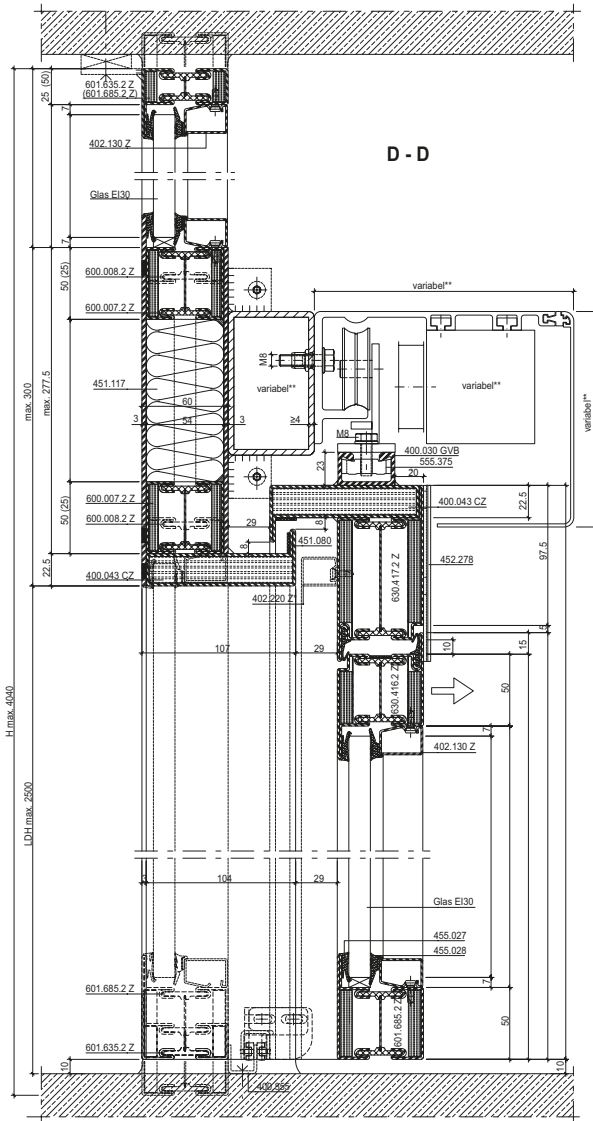 25 (50)
601.635.2 Z
(601.685.2 Z)
7
402.130 Z
D - D
Glas EI30
7
50 (25)
600.008.2 Z
600.007.2 Z
variabel**
M8
variabel**
variabel**
variabel**
max. 300
max. 277.5
451.117
60
3
54
3
≥4
M8
400.030 GVB
555.375
23
20
50 (25)
600.007.2 Z
600.008.2 Z
29
8
8
451.080
400.043 CZ
22.5
97.5
22.5
400.043 CZ
402.220 Z*
630.417.2 Z
452.278
107
29
10
15
5
630.416.2 Z
50
7
402.130 Z
H max. 4040
LDH max. 2500
3
104
29
Glas EI30
455.027
455.028
7
601.685.2 Z
601.685.2 Z
50
601.635.2 Z
10
400.855
10